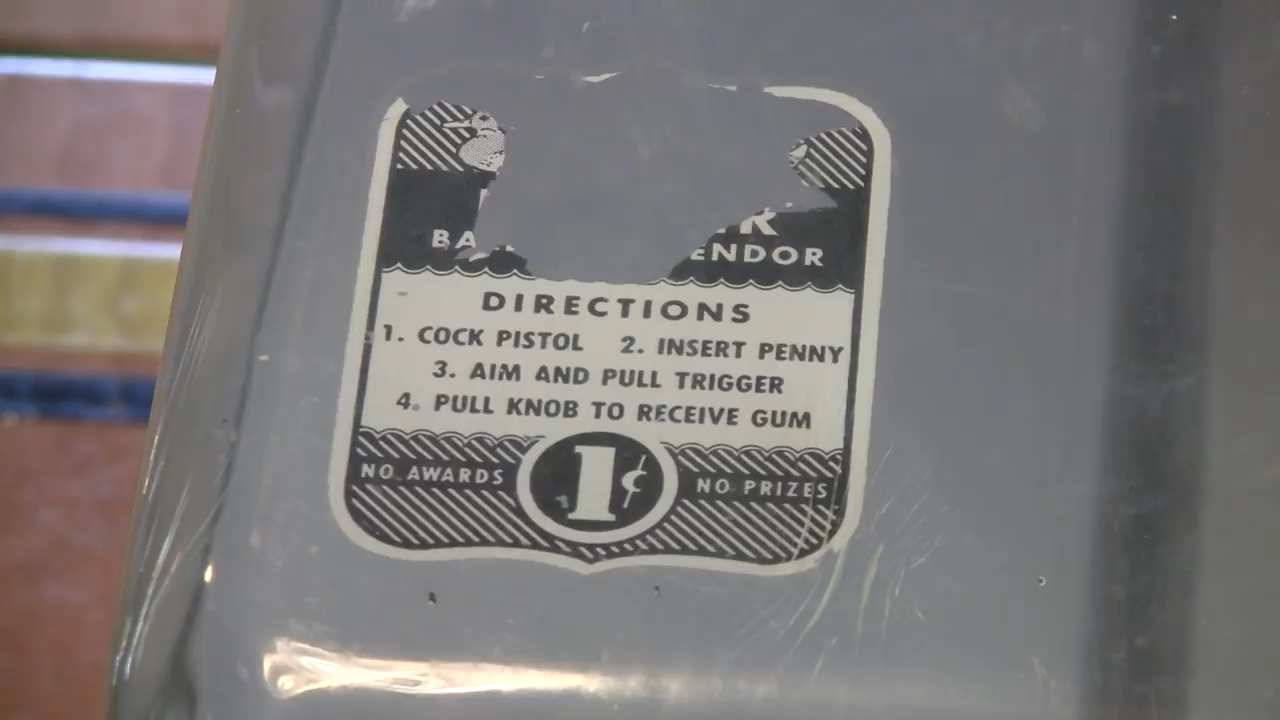 BA ENDOR
DIRECTIONS
1. COCK PISTOL 2. INSERT PENNY
3. AIM AND PULL TRIGGER
4. PULL KNOB TO RECEIVE GUM
NO AWARDS 1¢ NO PRIZES